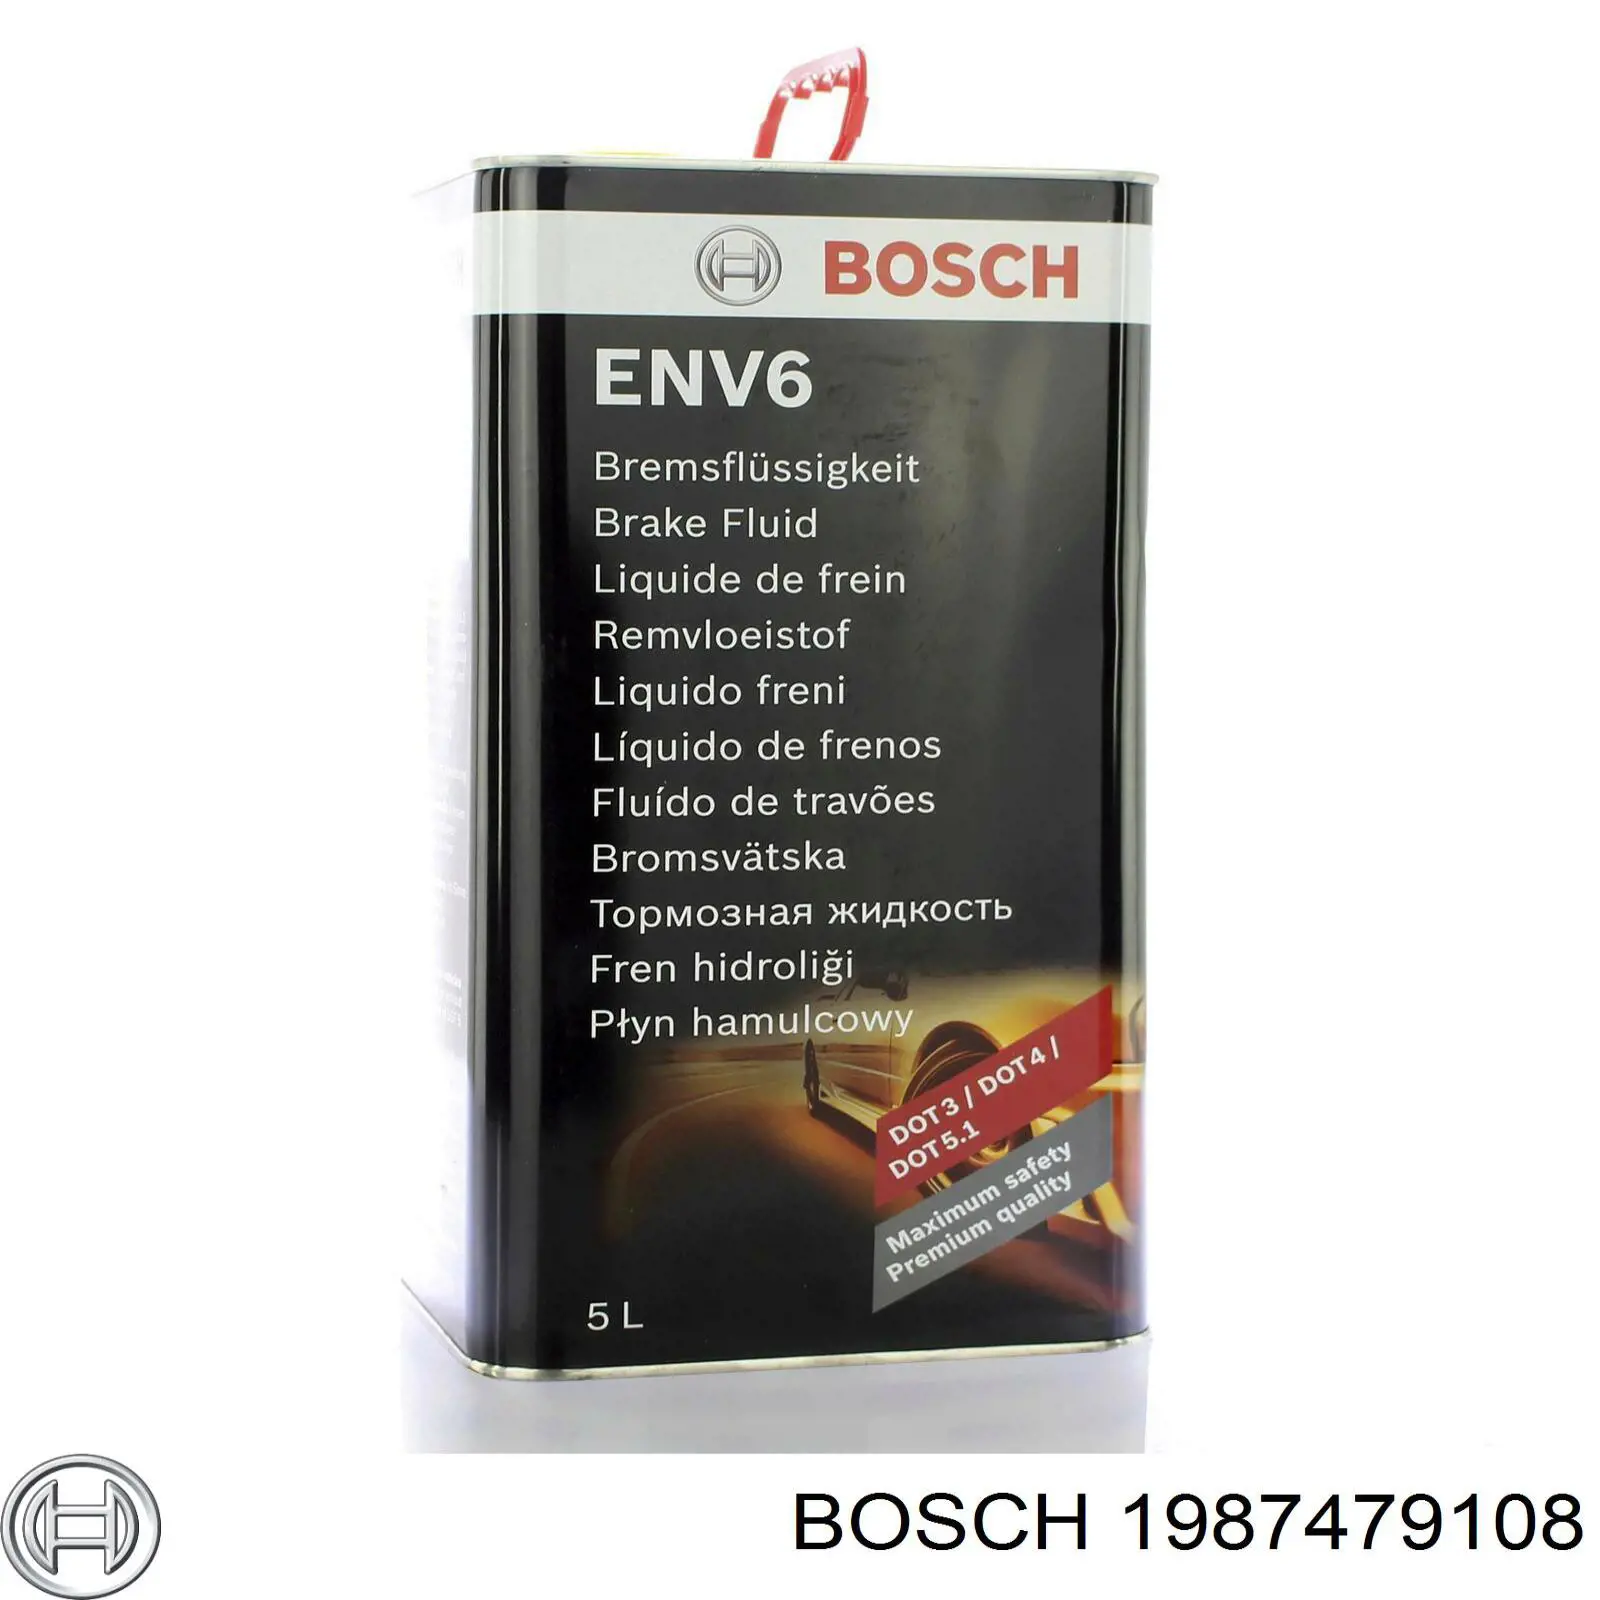 BOSCH
ENV6
Bremsflüssigkeit
Brake Fluid
Liquide de frein
Remvloeistof
Liquido freni
Líquido de frenos
Fluído de travões
Bromsvätska
Тормозная жидкость
Fren hidroliği
Płyn hamulcowy
DOT 3 / DOT 4 /
DOT 5.1
Maximum safety
Premium quality
5 L
BOSCH 1987479108